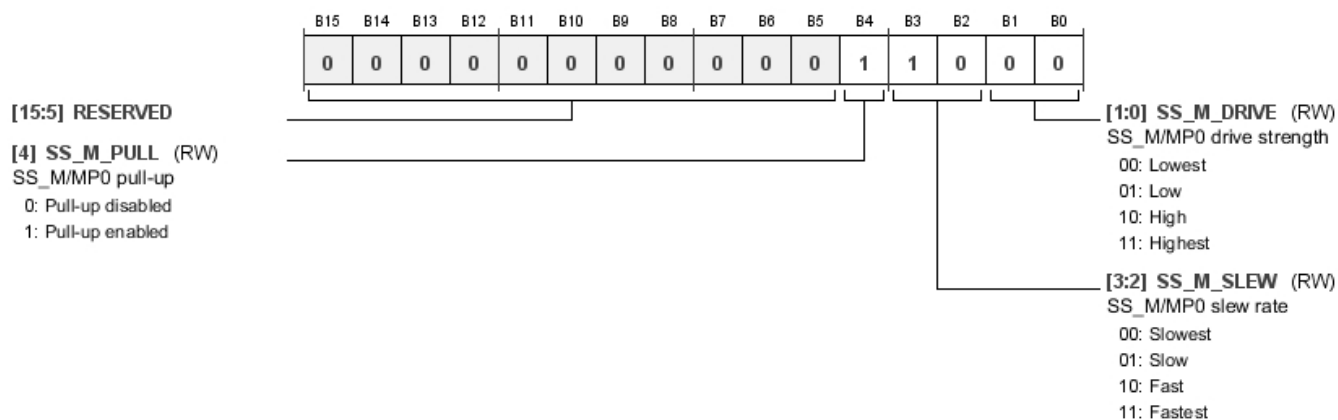 B15 B14 B13 B12 B11 B10 B9 B8 B7 B6 B5 B4 B3 B2 B1 B0
0 0 0 0 0 0 0 0 0 0 0 1 1 0 0 0
[15:5] RESERVED
[4] SS_M_PULL (RW)
SS_M/MP0 pull-up
0: Pull-up disabled
1: Pull-up enabled
[1:0] SS_M_DRIVE (RW)
SS_M/MP0 drive strength
00: Lowest
01: Low
10: High
11: Highest
[3:2] SS_M_SLEW (RW)
SS_M/MP0 slew rate
00: Slowest
01: Slow
10: Fast
11: Fastest